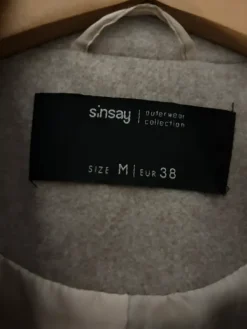 sinsay | outerwear
collection
SIZE M | EUR 38